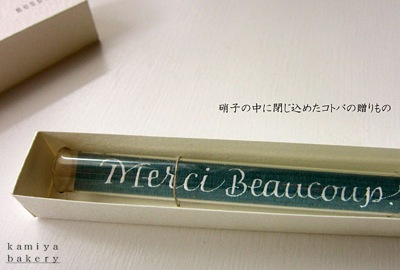 硝子の中に閉じ込めたコトバの贈りもの
Merci Beaucoup.
kamiya
bakery